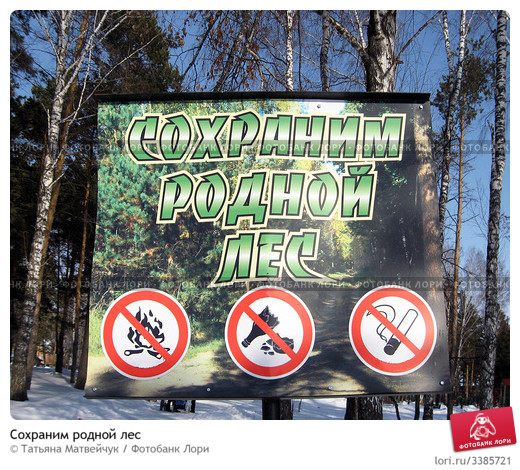 СОХРАНИМ
РОДНОЙ
ЛЕС
Сохраним родной лес
© Татьяна Матвейчук / Фотобанк Лори
ФОТОБАНК ЛОРИ
lori.ru/3385721